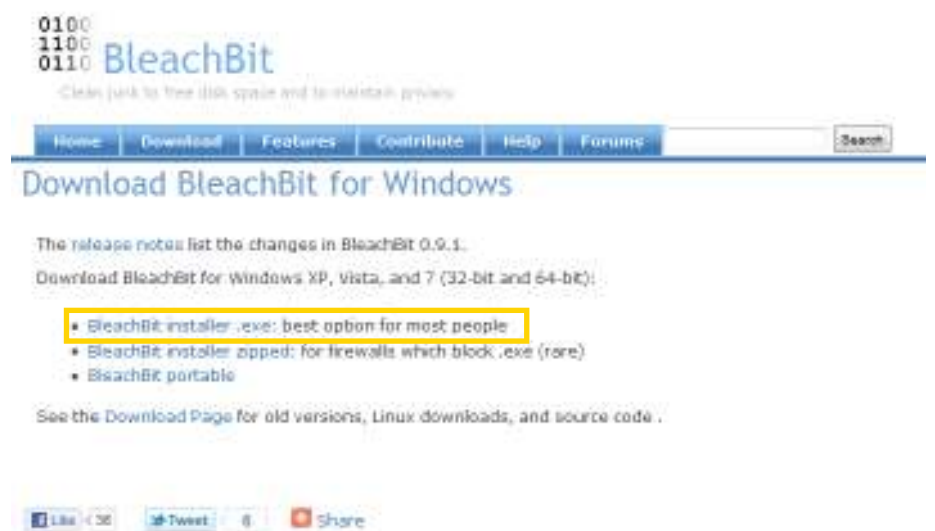 0100
1100
0110 BleachBit
Clean junk to free disk space and to maintain privacy
Home Download Features Contribute Help Forums Search
Download BleachBit for Windows
The release notes list the changes in BleachBit 0.9.1.
Download BleachBit for Windows XP, Vista, and 7 (32-bit and 64-bit):
• BleachBit installer .exe: best option for most people
• BleachBit installer zipped: for firewalls which block .exe (rare)
• BleachBit portable
See the Download Page for old versions, Linux downloads, and source code .
Like 36 Tweet 6 Share